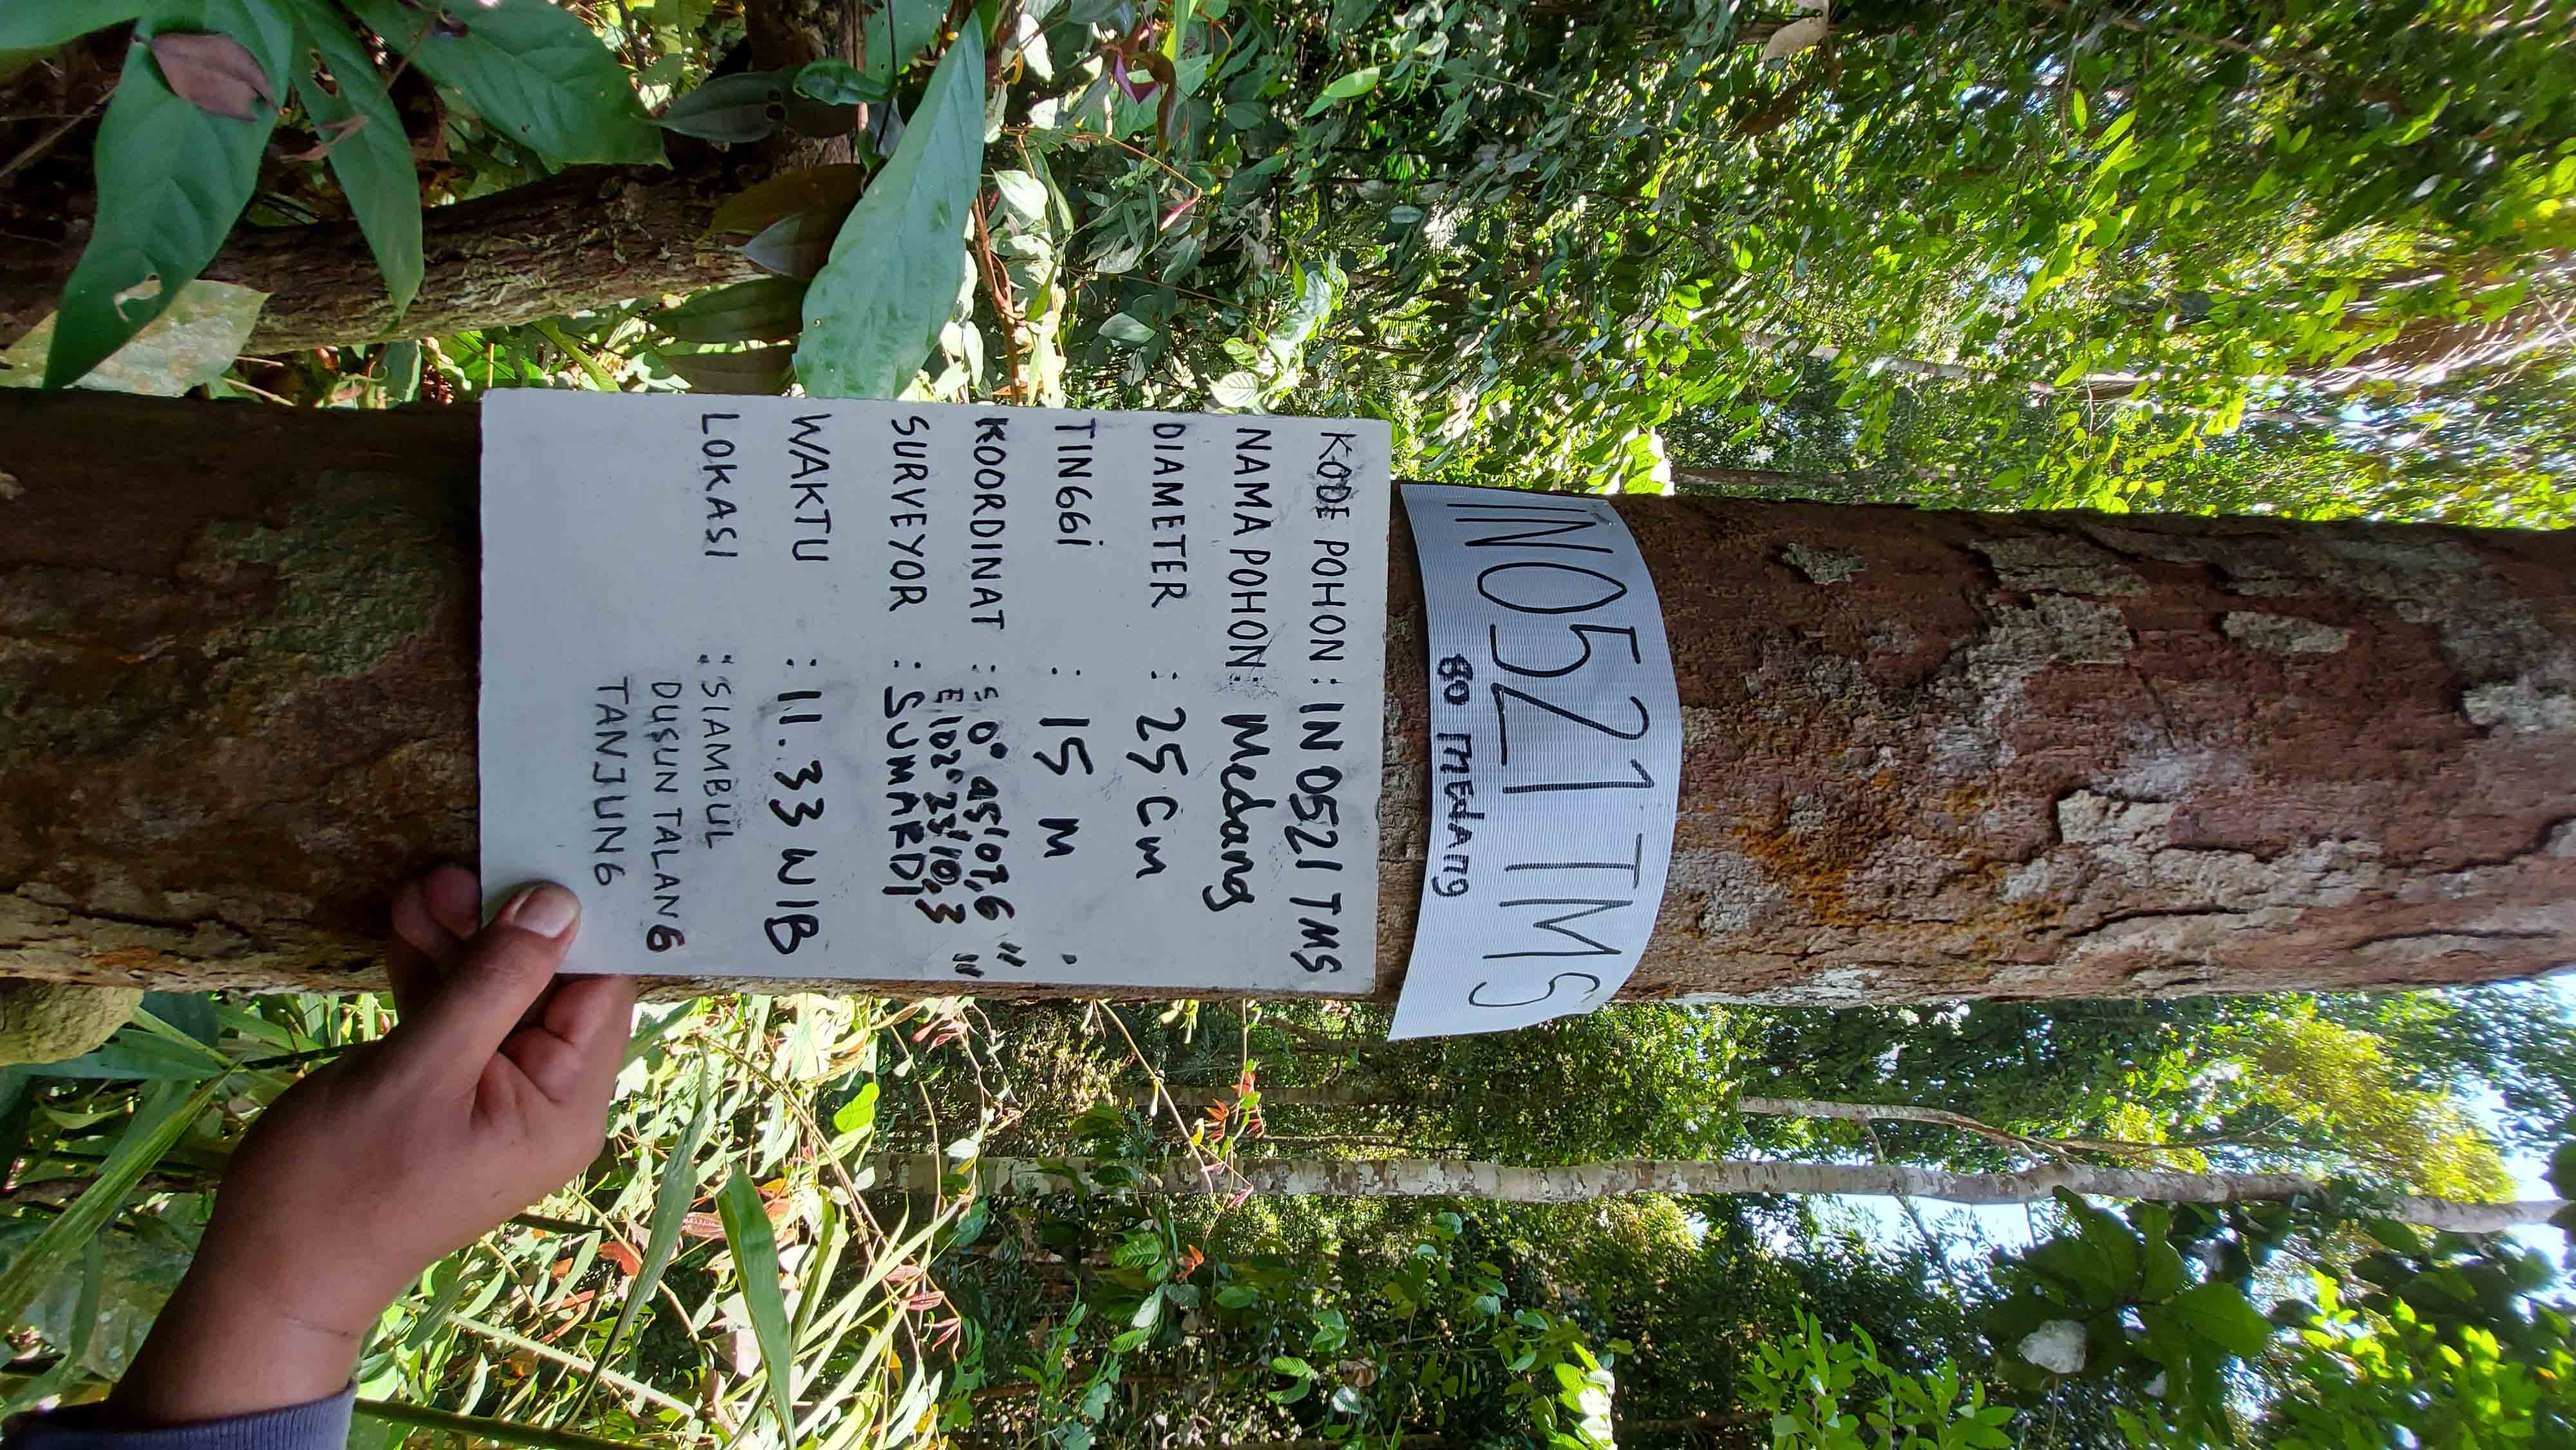 IN0521 TMS
80 MEdANg
KODE POHON : IN 0521 TMS
NAMA POHON : Medang
DIAMETER : 25 Cm
TINGGi : 15 M
KOORDINAT : S 0° 45'07,6"
E 102° 23'10,3"
SURVEYOR : SUMARDi
WAKTU : 11.33 WIB
LOKASI : SIAMBUL
DUSUN TALANG
TANJUNG